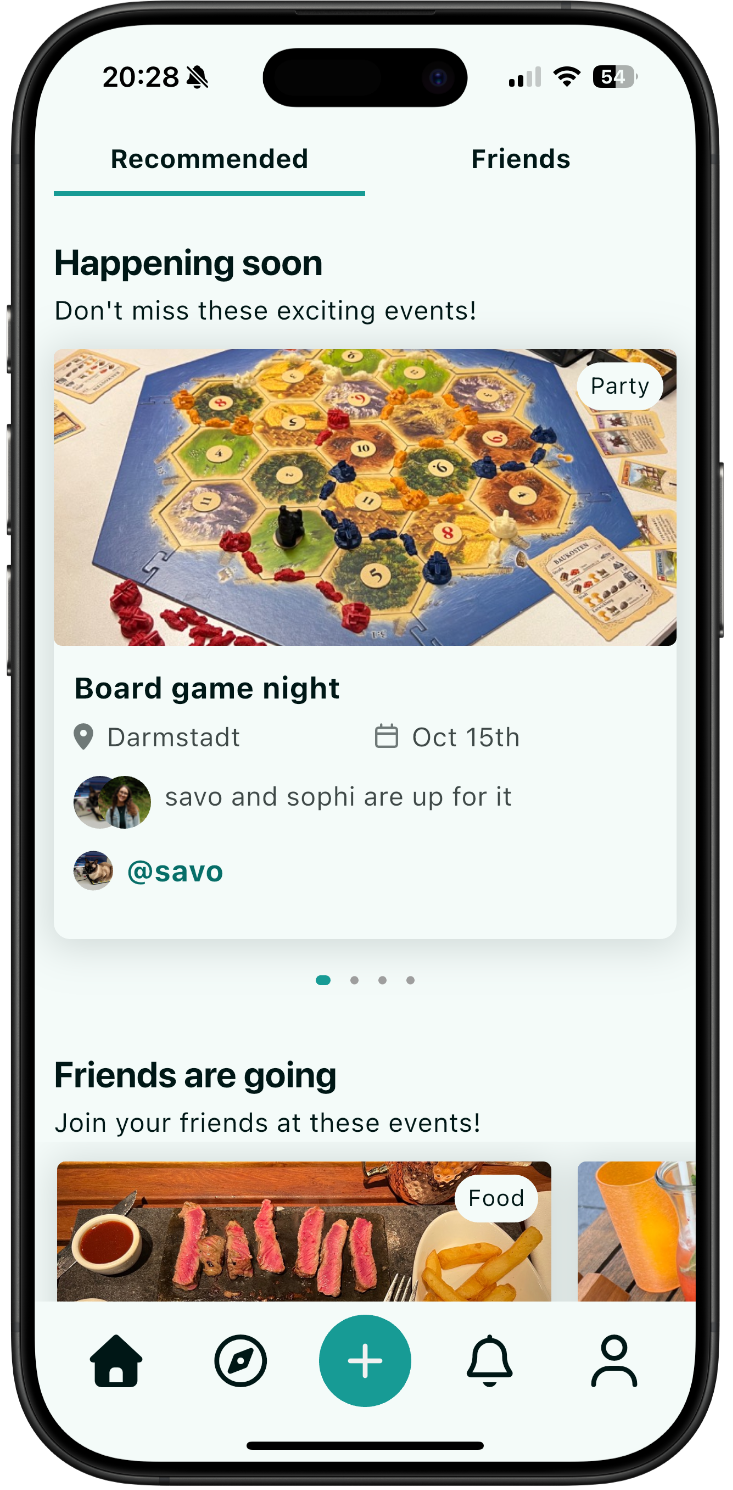 20:28
54
Recommended
Friends
Happening soon
Don't miss these exciting events!
Party
BAUKOSTEN
Board game night
Darmstadt
Oct 15th
savo and sophi are up for it
@savo
Friends are going
Join your friends at these events!
Food